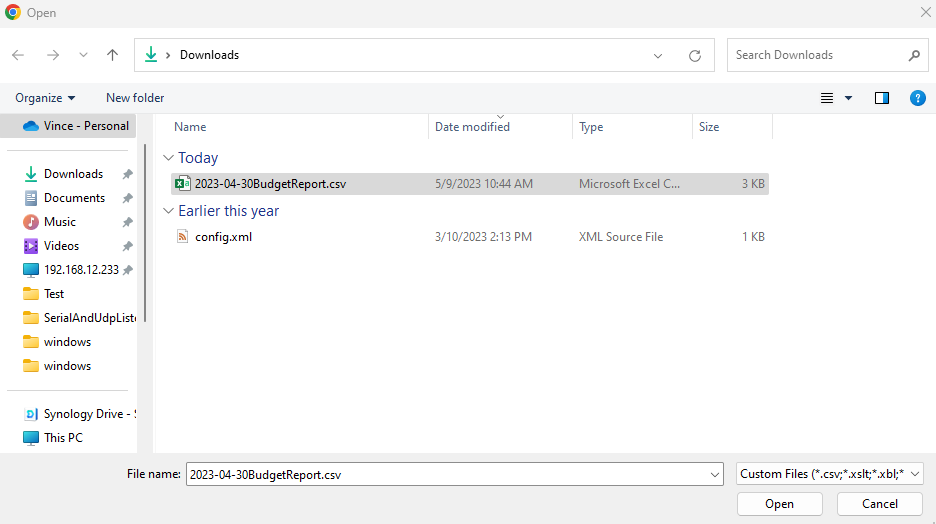 Open
Downloads
Search Downloads
Organize
New folder
?
Name
Date modified
Type
Size
Vince - Personal
Downloads
Documents
Music
Videos
192.168.12.233
Test
SerialAndUdpListe
windows
windows
Synology Drive - S
This PC
Today
2023-04-30BudgetReport.csv 5/9/2023 10:44 AM Microsoft Excel C... 3 KB
Earlier this year
config.xml 3/10/2023 2:13 PM XML Source File 1 KB
File name: 2023-04-30BudgetReport.csv
Custom Files (*.csv;*.xslt;*.xbl;*
Open
Cancel